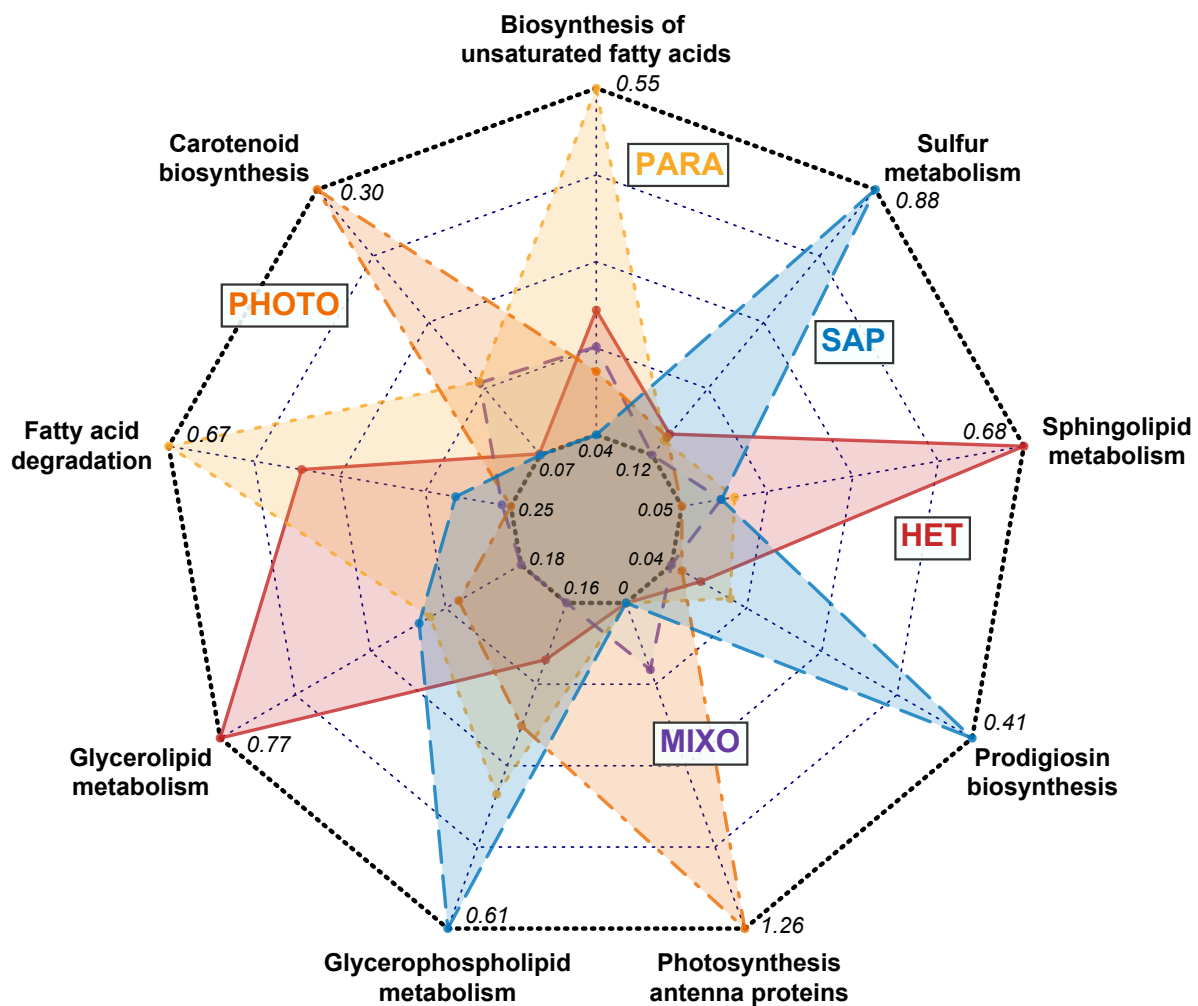 Biosynthesis of
unsaturated fatty acids
0.55
Carotenoid
biosynthesis
0.30
PARA
Sulfur
metabolism
0.88
PHOTO
SAP
Fatty acid
degradation
0.67
0.68
Sphingolipid
metabolism
0.04
0.07
0.12
0.25
0.05
HET
0.18
0.04
0.16
0
Glycerolipid
metabolism
0.77
MIXO
0.41
Prodigiosin
biosynthesis
0.61
Glycerophospholipid
metabolism
1.26
Photosynthesis
antenna proteins